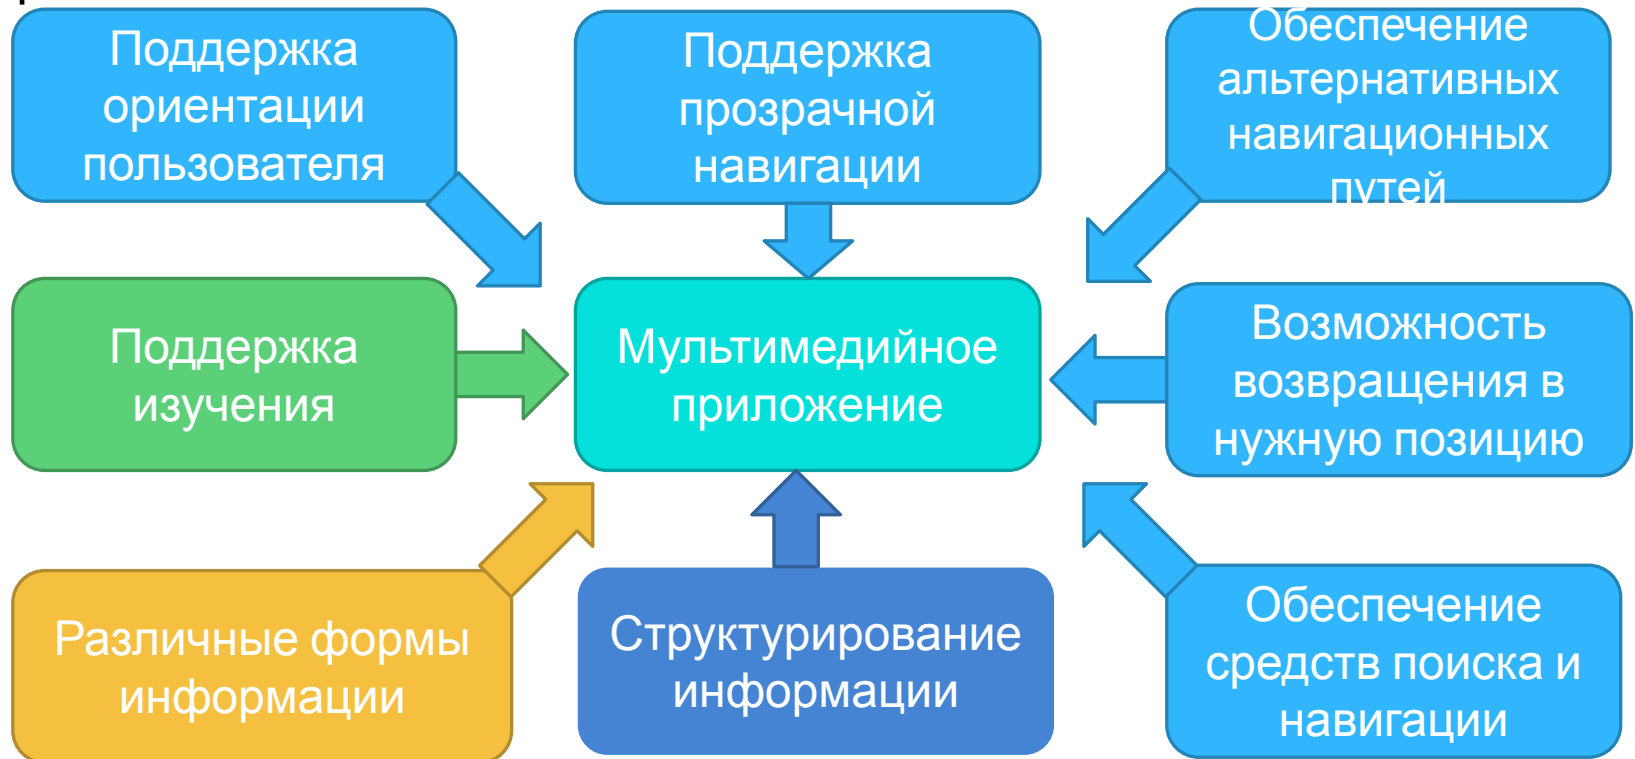 Поддержка
ориентации
пользователя
Поддержка
прозрачной
навигации
Обеспечение
альтернативных
навигационных
путей
Поддержка
изучения
Мультимедийное
приложение
Возможность
возвращения в
нужную позицию
Различные формы
информации
Структурирование
информации
Обеспечение
средств поиска и
навигации